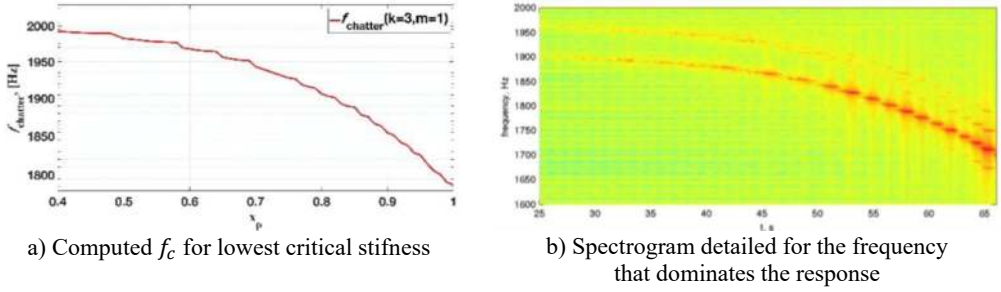 f_chatter(k=3,m=1)
2000
1950
1900
1850
1800
f_chatter, [Hz]
0.4 0.5 0.6 0.7 0.8 0.9 1
x_p
a) Computed f_c for lowest critical stifness
2000
1950
1900
1850
1800
1750
1700
1650
1600
frequency, Hz
25 30 35 40 45 50 55 60 65
t, s
b) Spectrogram detailed for the frequency
that dominates the response